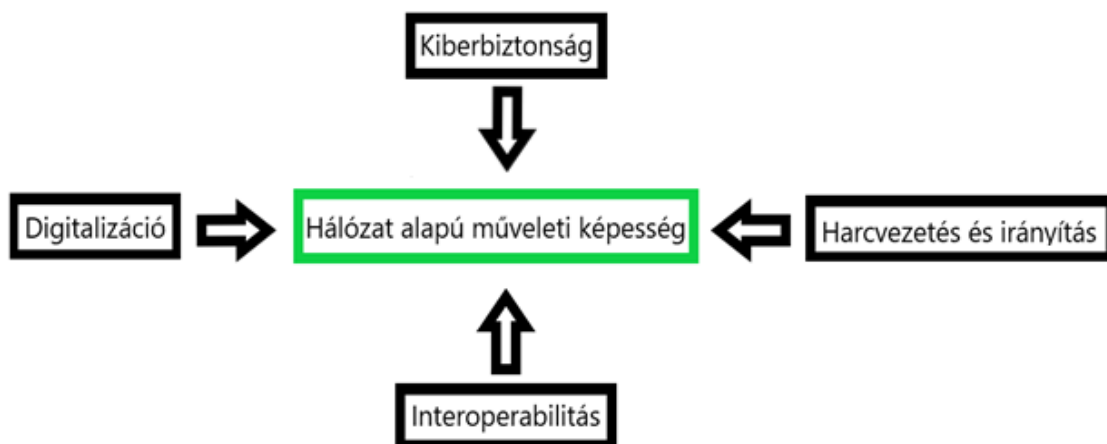 Kiberbiztonság
Digitalizáció
Hálózat alapú műveleti képesség
Harcvezetés és irányítás
Interoperabilitás